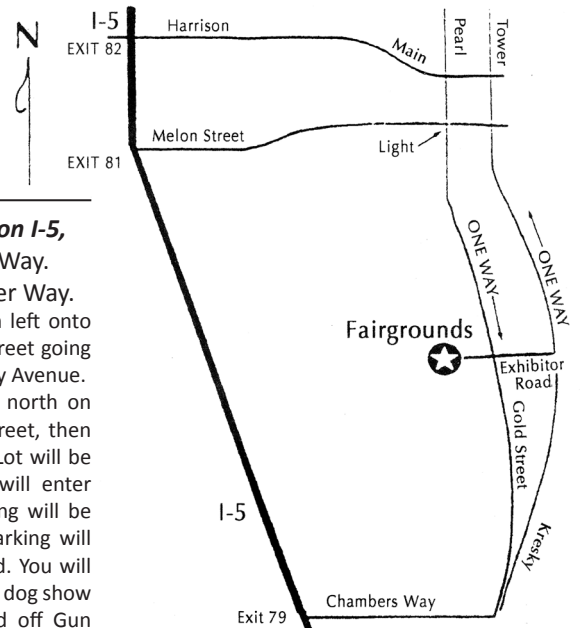 I-5
Harrison
EXIT 82
Main
Pearl
Tower
N
Melon Street
Light
EXIT 81
on I-5,
Way.
er Way.
left onto
reet going
y Avenue.
north on
reet, then
Lot will be
will enter
ng will be
arking will
d. You will
dog show
d off Gun
ONE WAY
ONE WAY
Fairgrounds
Exhibitor
Road
Gold Street
Kresky
I-5
Chambers Way
Exit 79